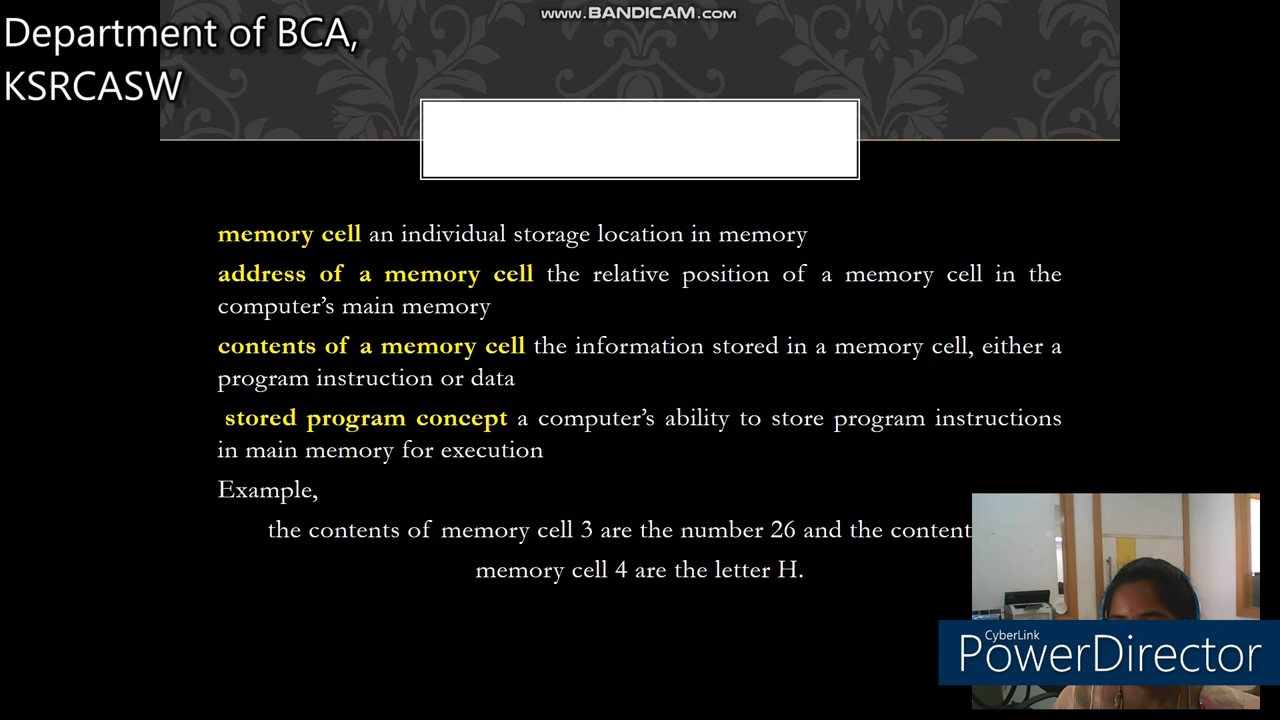 www.BANDICAM.com
Department of BCA,
KSRCASW
memory cell an individual storage location in memory
address of a memory cell the relative position of a memory cell in the
computer’s main memory
contents of a memory cell the information stored in a memory cell, either a
program instruction or data
stored program concept a computer’s ability to store program instructions
in main memory for execution
Example,
the contents of memory cell 3 are the number 26 and the content
memory cell 4 are the letter H.
CyberLink
PowerDirector